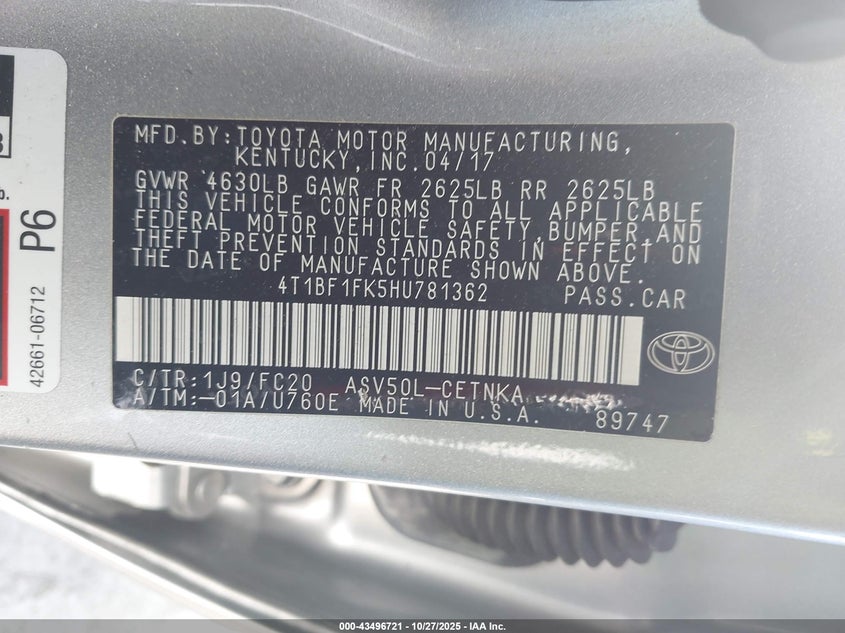 3
b.
P6
42661-06712
MFD.BY:TOYOTA MOTOR MANUFACTURING,
KENTUCKY,INC.04/17
GVWR 4630LB GAWR FR 2625LB RR 2625LB
THIS VEHICLE CONFORMS TO ALL APPLICABLE
FEDERAL MOTOR VEHICLE SAFETY,BUMPER,AND
THEFT PREVENTION STANDARDS IN EFFECT ON
THE DATE OF MANUFACTURE SHOWN ABOVE.
4T1BF1FK5HU781362 PASS.CAR
C/TR:1J9/FC20 ASV50L-CETNKA
A/TM:-01A/U760E MADE IN U.S.A. 89747
000-43496721 | 10/27/2025 - IAA Inc.